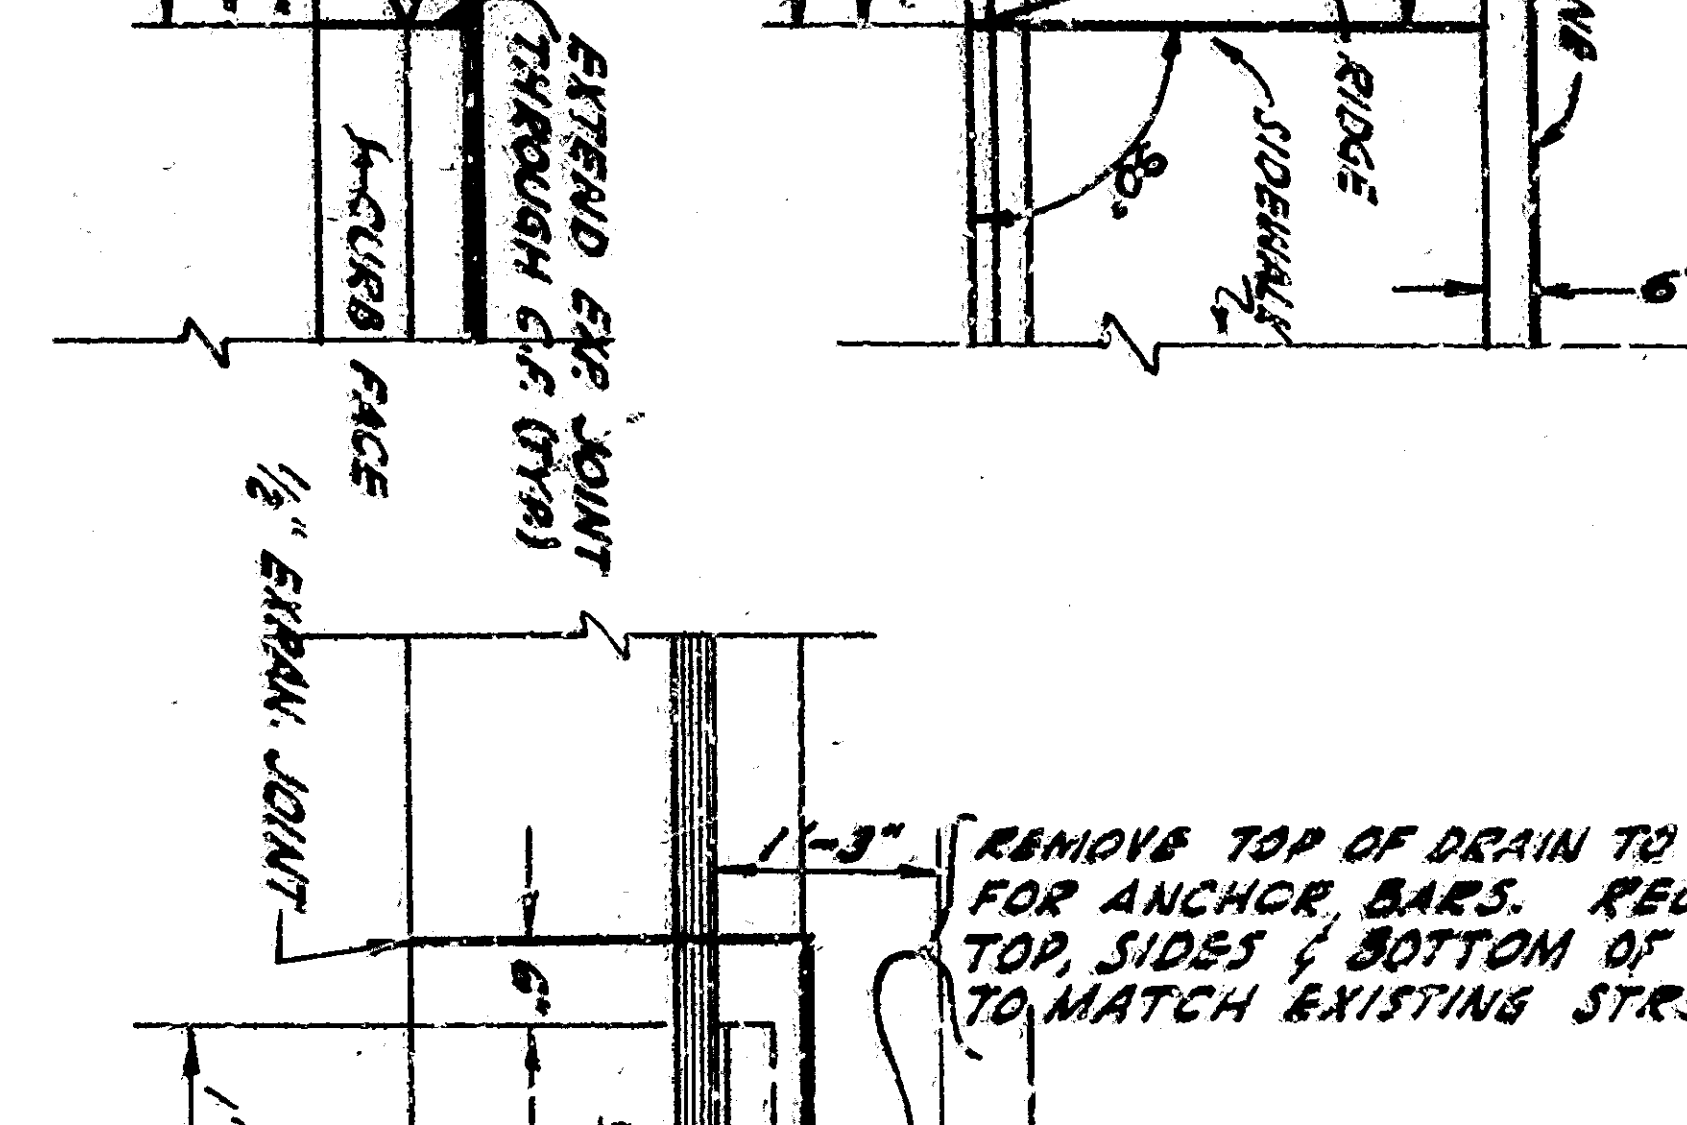 EXTEND EXP. JOINT
THROUGH C.F. (TYP.)
CURB FACE
1/2" EXPAN. JOINT
90°
SIDEWALK
RIDGE
6"
1'-3"
6"
REMOVE TOP OF DRAIN TO
FOR ANCHOR BARS.
TOP, SIDES & BOTTOM OF
TO MATCH EXISTING